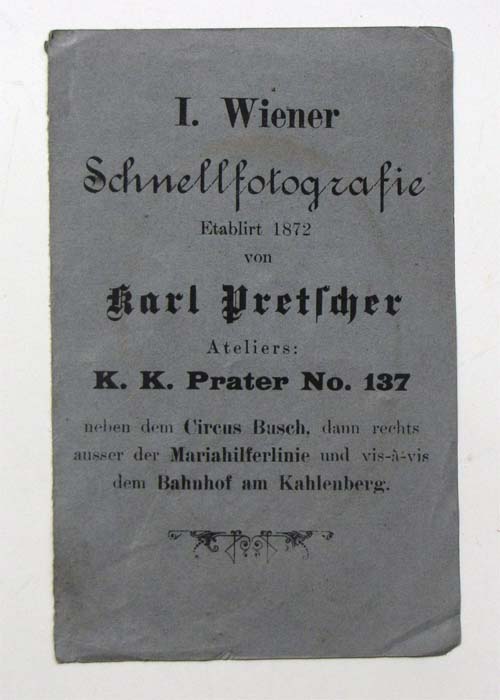 I. Wiener
Schnellfotografie
Etablirt 1872
von
Karl Pretſcher
Ateliers:
K. K. Prater No. 137
neben dem Circus Busch, dann rechts
ausser der Mariahilferlinie und vis-à-vis
dem Bahnhof am Kahlenberg.